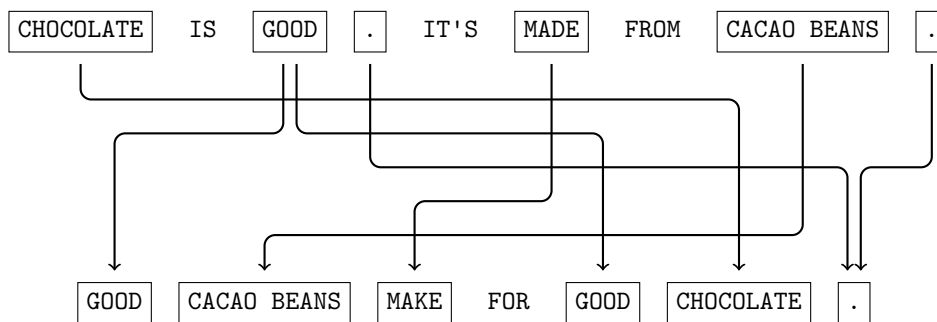 CHOCOLATE IS GOOD . IT'S MADE FROM CACAO BEANS .
GOOD CACAO BEANS MAKE FOR GOOD CHOCOLATE .